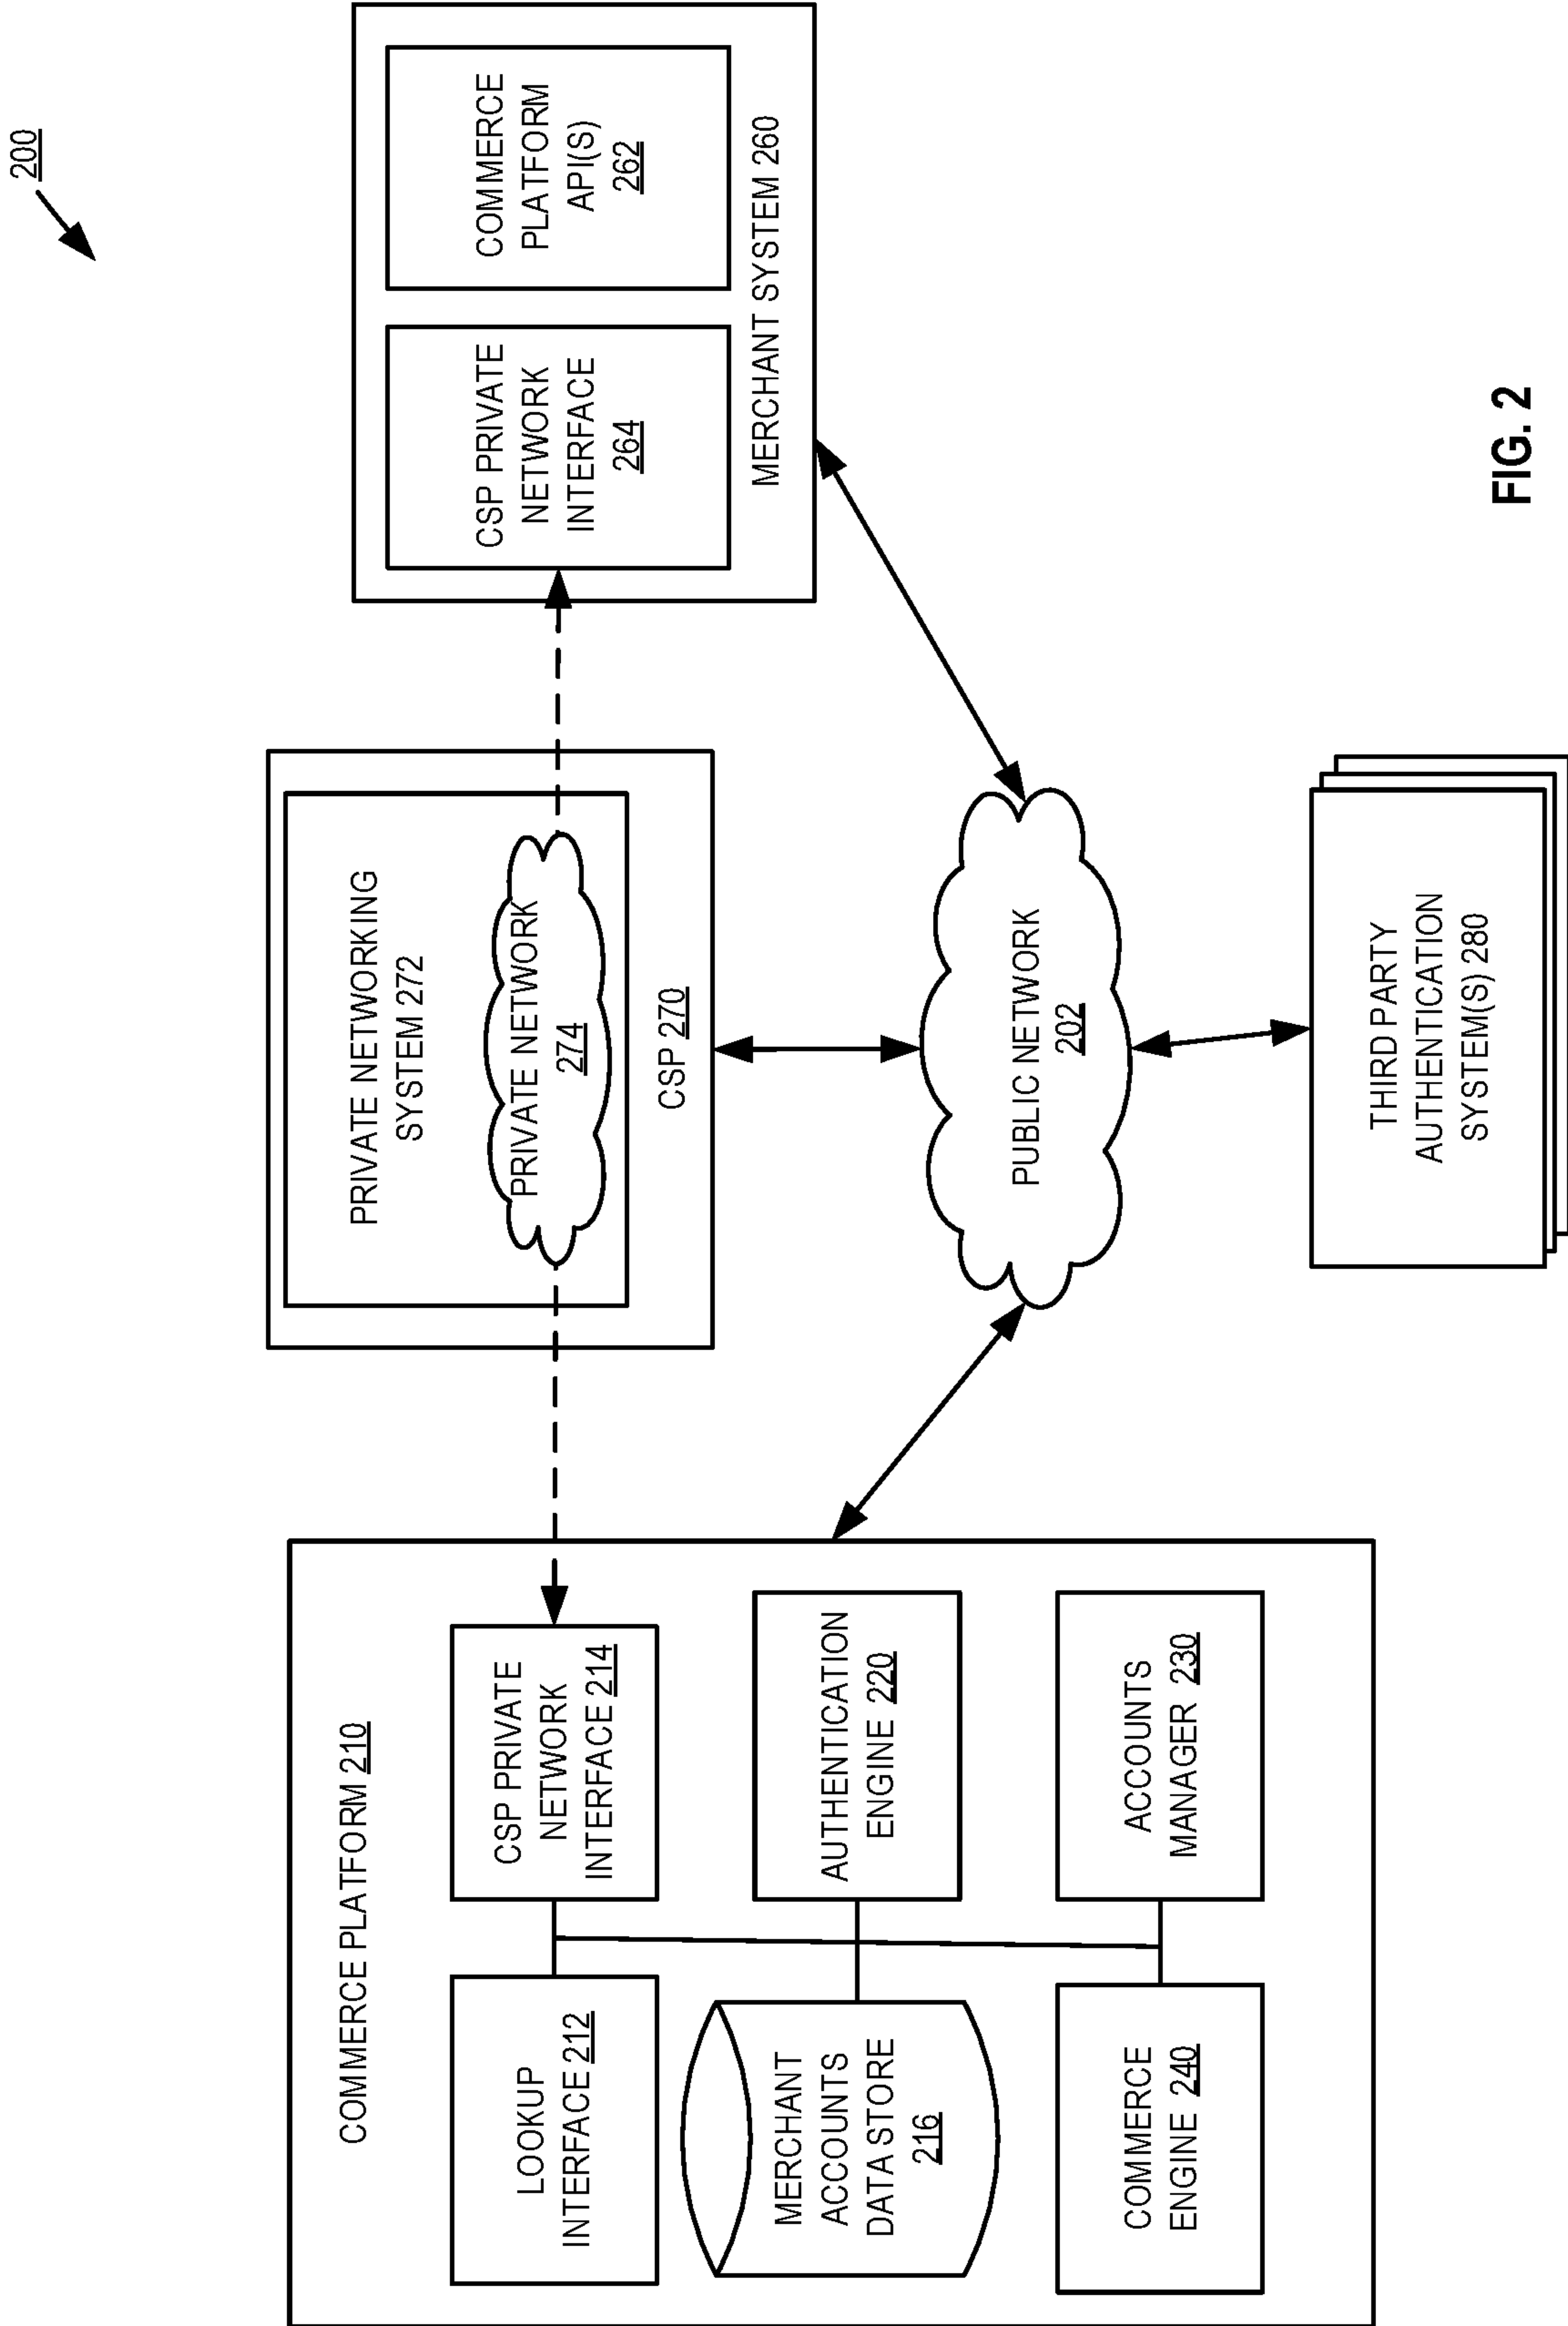 200
COMMERCE PLATFORM 210
LOOKUP
INTERFACE 212
CSP PRIVATE
NETWORK
INTERFACE 214
MERCHANT
ACCOUNTS
DATA STORE
216
AUTHENTICATION
ENGINE 220
COMMERCE
ENGINE 240
ACCOUNTS
MANAGER 230
PRIVATE NETWORKING
SYSTEM 272
PRIVATE NETWORK
274
CSP 270
PUBLIC NETWORK
202
THIRD PARTY
AUTHENTICATION
SYSTEM(S) 280
CSP PRIVATE
NETWORK
INTERFACE
264
COMMERCE
PLATFORM
API(S)
262
MERCHANT SYSTEM 260
FIG. 2